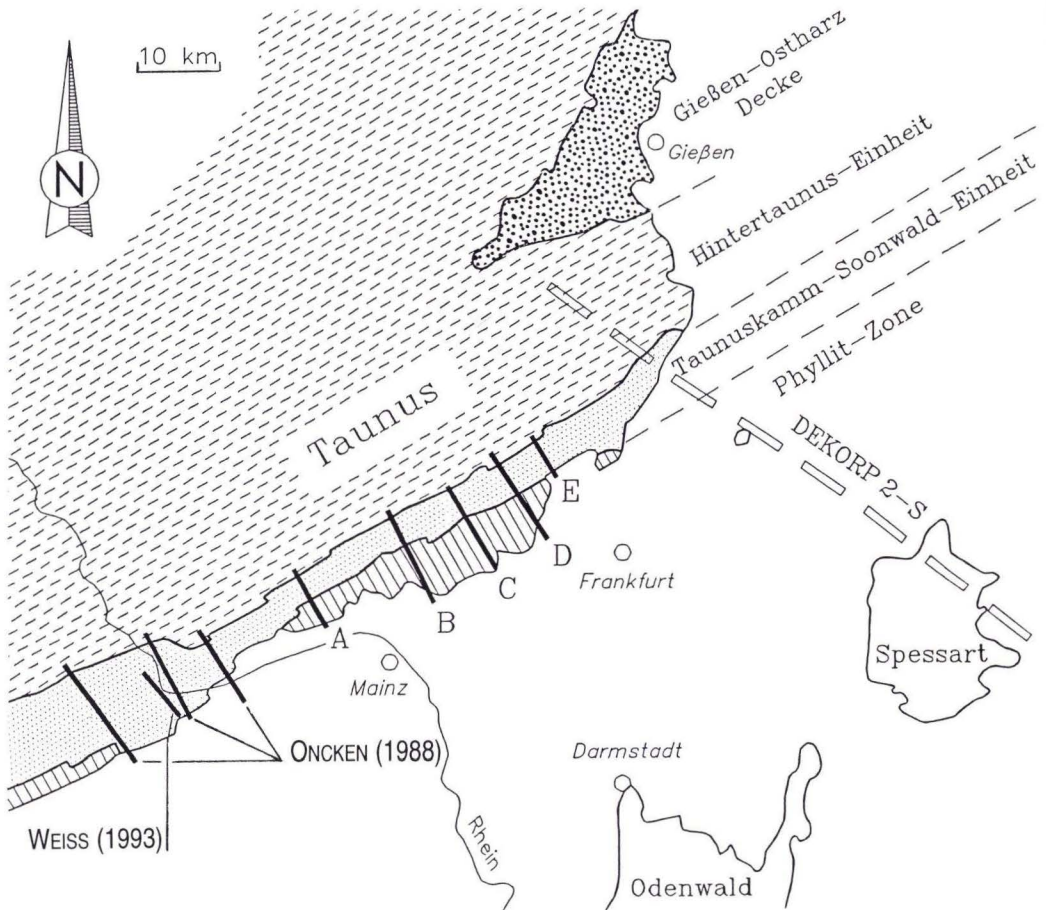 10 km
N
Gießen-Ostharz
Decke
Gießen
Hintertaunus-Einheit
Taunuskamm-Soonwald-Einheit
Phyllit-Zone
Taunus
DEKORP 2-S
E
D
Frankfurt
C
B
A
Spessart
Mainz
ONCKEN (1988)
Darmstadt
WEISS (1993)
Rhein
Odenwald